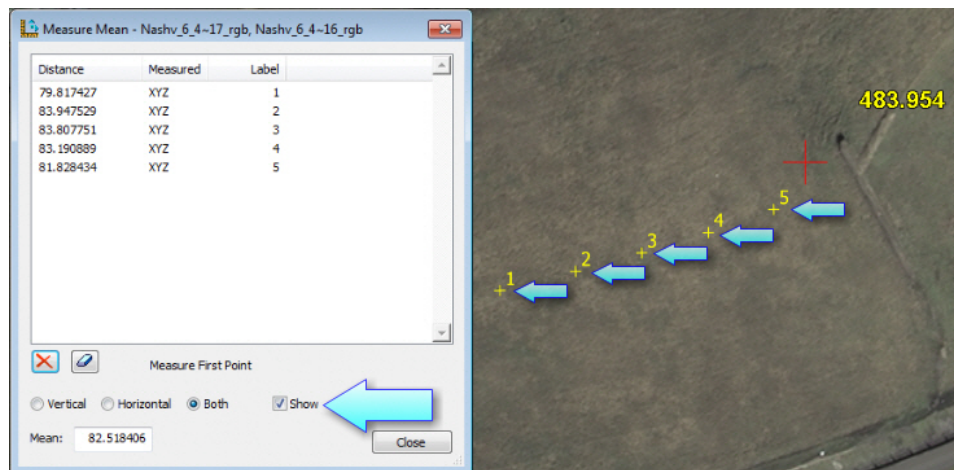 Measure Mean - Nashv_6_4~17_rgb, Nashv_6_4~16_rgb
Distance Measured Label
79.817427 XYZ 1
83.947529 XYZ 2
83.807751 XYZ 3
83.190889 XYZ 4
81.828434 XYZ 5
Measure First Point
Vertical Horizontal Both Show
Mean: 82.518406 Close
483.954
5
4
3
2
1